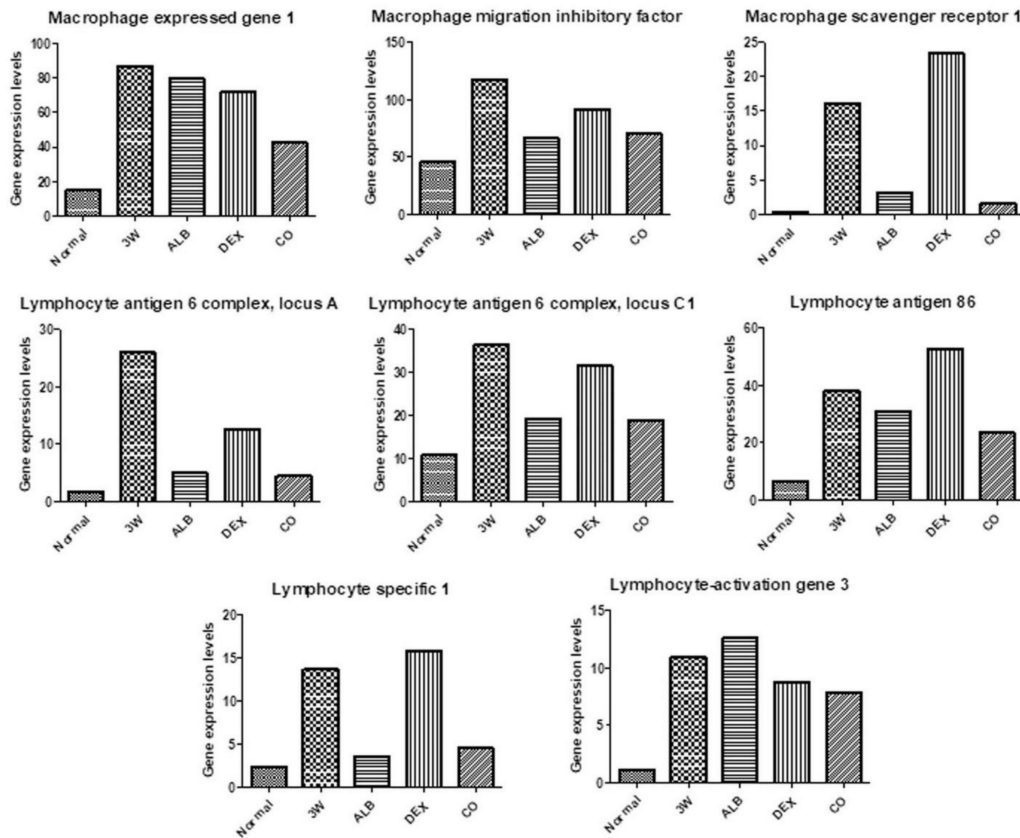 Macrophage expressed gene 1
Gene expression levels
100
80
60
40
20
0
Normal
3W
ALB
DEX
CO
Macrophage migration inhibitory factor
Gene expression levels
150
100
50
0
Normal
3W
ALB
DEX
CO
Macrophage scavenger receptor 1
Gene expression levels
25
20
15
10
5
0
Normal
3W
ALB
DEX
CO
Lymphocyte antigen 6 complex, locus A
Gene expression levels
30
20
10
0
Normal
3W
ALB
DEX
CO
Lymphocyte antigen 6 complex, locus C1
Gene expression levels
40
30
20
10
0
Normal
3W
ALB
DEX
CO
Lymphocyte antigen 86
Gene expression levels
60
40
20
0
Normal
3W
ALB
DEX
CO
Lymphocyte specific 1
Gene expression levels
20
15
10
5
0
Normal
3W
ALB
DEX
CO
Lymphocyte-activation gene 3
Gene expression levels
15
10
5
0
Normal
3W
ALB
DEX
CO